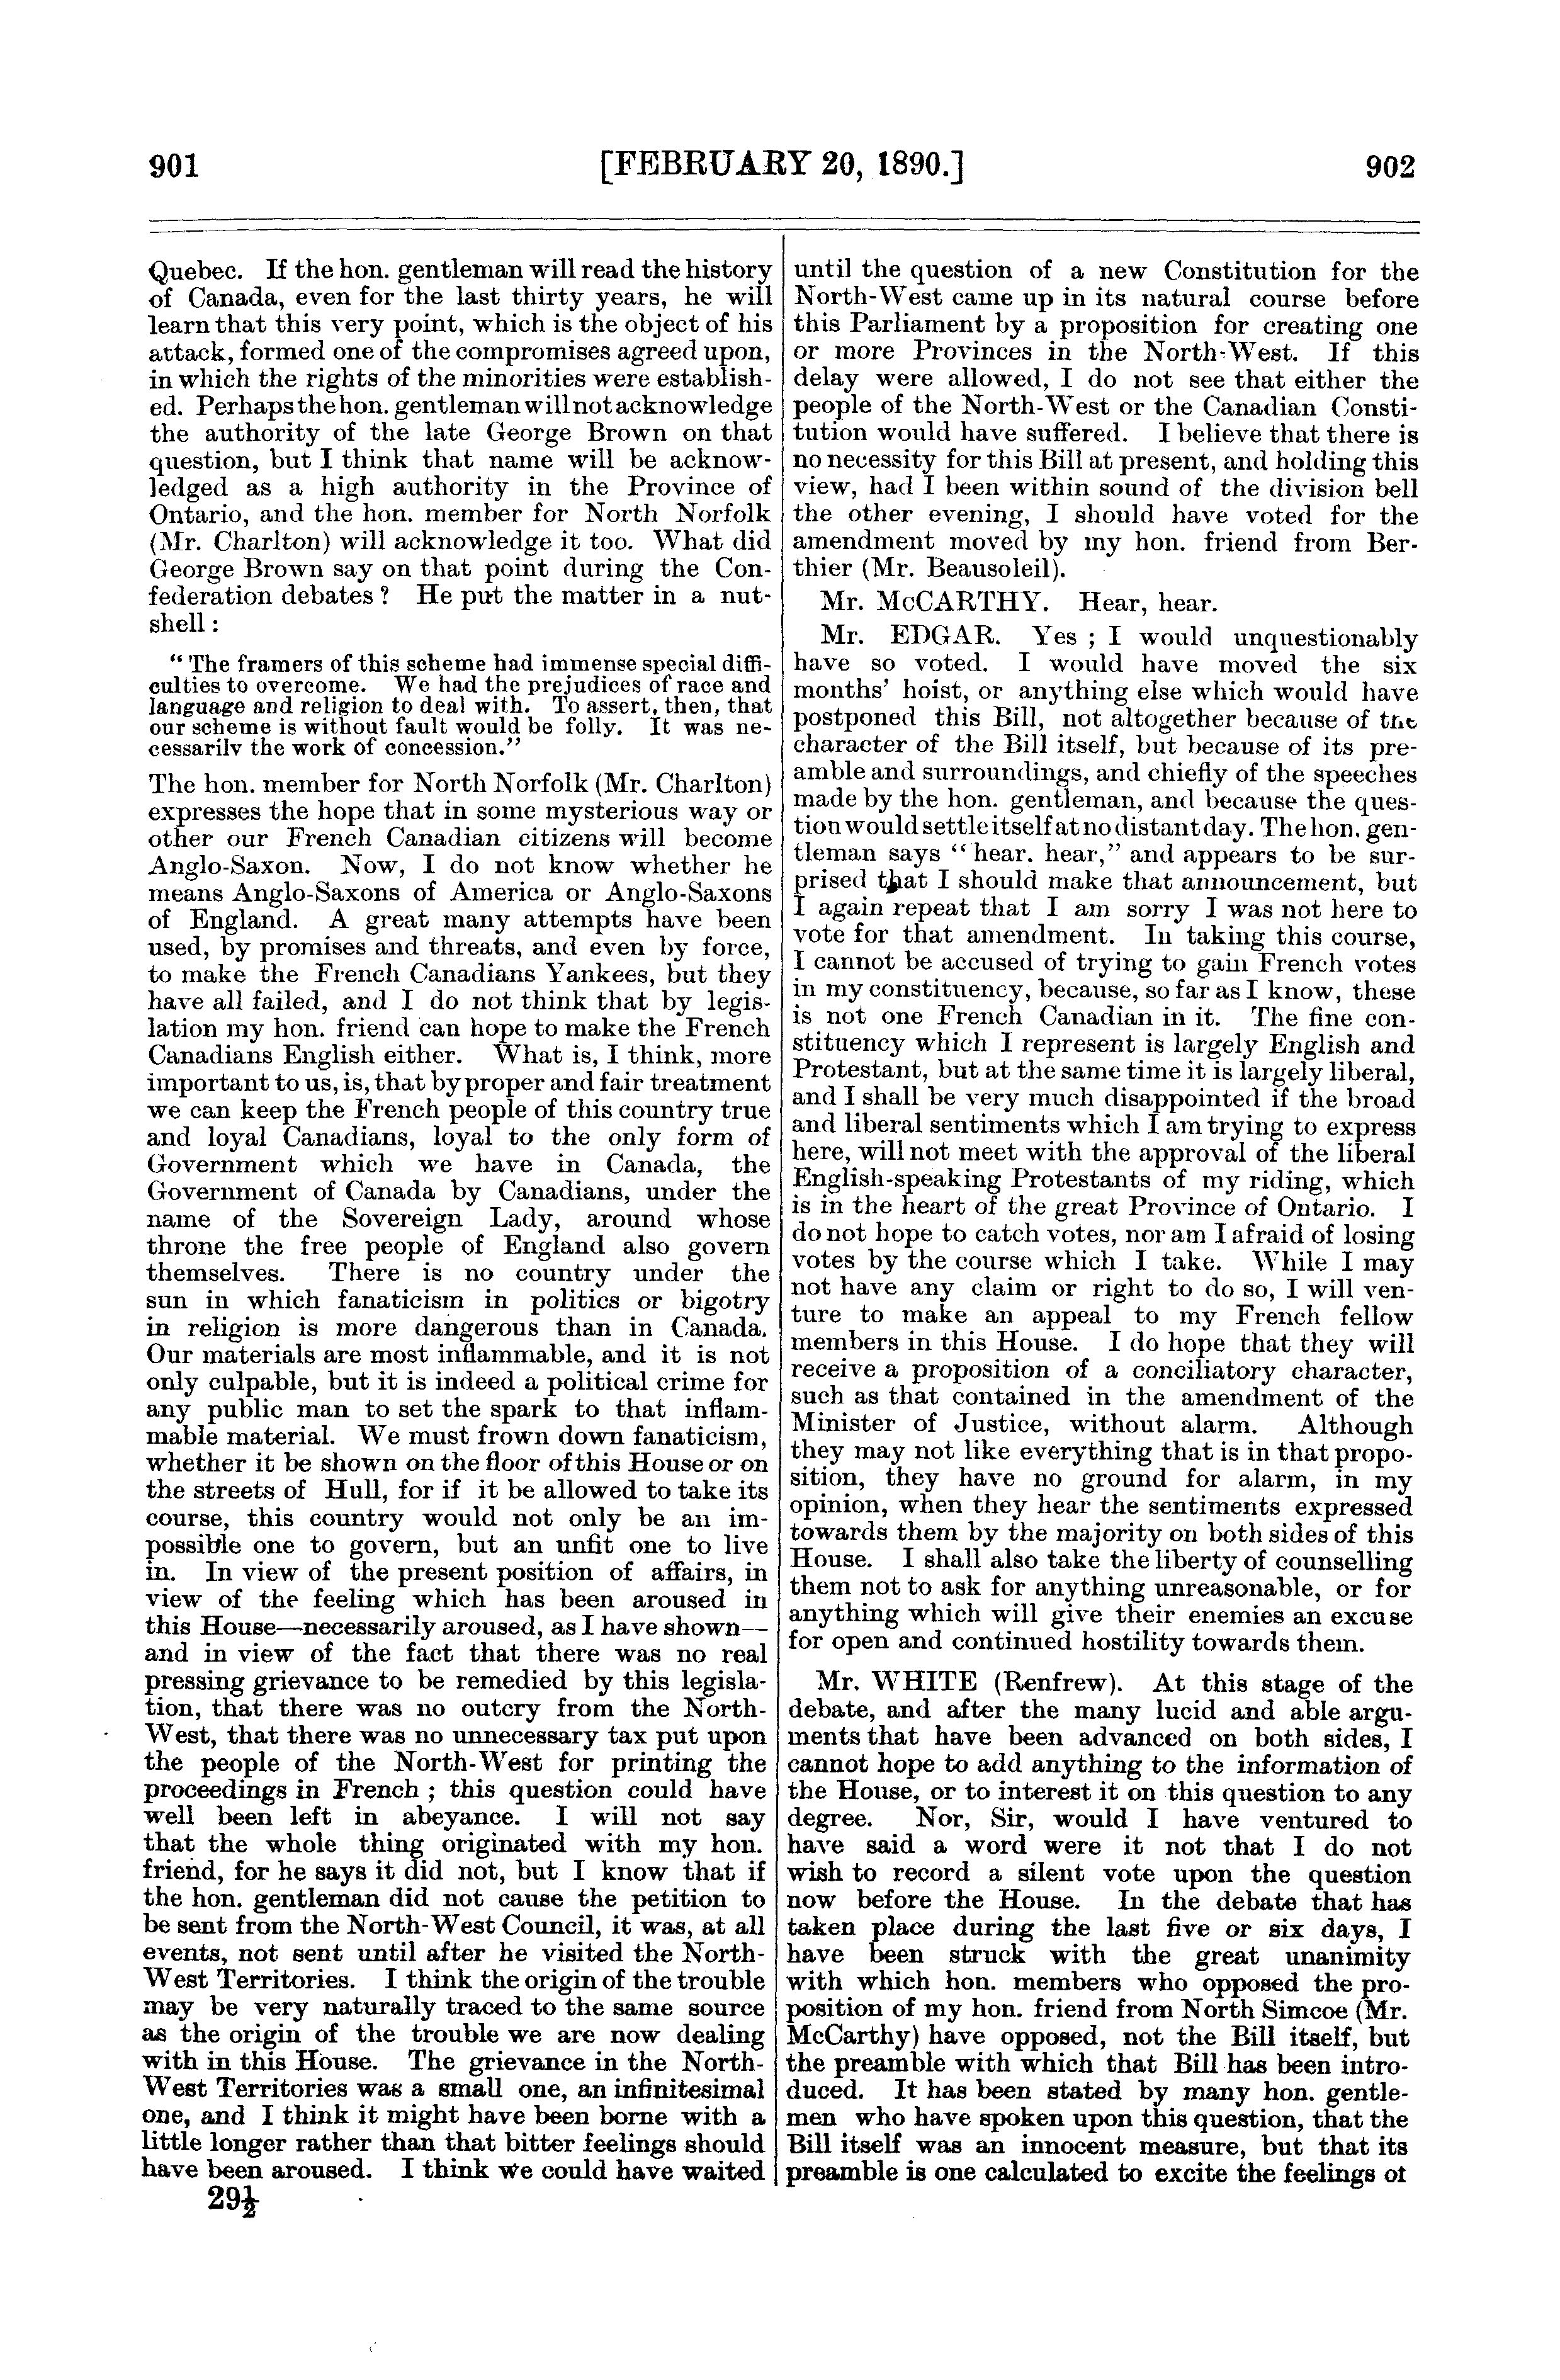 901 [FEBRUARY 20, 1890.] 902
Quebec. If the hon. gentleman will read the history
of Canada, even for the last thirty years, he will
learn that this very point, which is the object of his
attack, formed one of the compromises agreed upon,
in which the rights of the minorities were establish-
ed. Perhaps the hon. gentleman will not acknowledge
the authority of the late George Brown on that
question, but I think that name will be acknow-
ledged as a high authority in the Province of
Ontario, and the hon. member for North Norfolk
(Mr. Charlton) will acknowledge it too. What did
George Brown say on that point during the Con-
federation debates ? He put the matter in a nut-
shell :
“ The framers of this scheme had immense special diffi-
culties to overcome. We had the prejudices of race and
language and religion to deal with. To assert, then, that
our scheme is without fault would be folly. It was ne-
cessarily the work of concession.”
The hon. member for North Norfolk (Mr. Charlton)
expresses the hope that in some mysterious way or
other our French Canadian citizens will become
Anglo-Saxon. Now, I do not know whether he
means Anglo-Saxons of America or Anglo-Saxons
of England. A great many attempts have been
used, by promises and threats, and even by force,
to make the French Canadians Yankees, but they
have all failed, and I do not think that by legis-
lation my hon. friend can hope to make the French
Canadians English either. What is, I think, more
important to us, is, that by proper and fair treatment
we can keep the French people of this country true
and loyal Canadians, loyal to the only form of
Government which we have in Canada, the
Government of Canada by Canadians, under the
name of the Sovereign Lady, around whose
throne the free people of England also govern
themselves. There is no country under the
sun in which fanaticism in politics or bigotry
in religion is more dangerous than in Canada.
Our materials are most inflammable, and it is not
only culpable, but it is indeed a political crime for
any public man to set the spark to that inflam-
mable material. We must frown down fanaticism,
whether it be shown on the floor of this House or on
the streets of Hull, for if it be allowed to take its
course, this country would not only be an im-
possible one to govern, but an unfit one to live
in. In view of the present position of affairs, in
view of the feeling which has been aroused in
this House—necessarily aroused, as I have shown—
and in view of the fact that there was no real
pressing grievance to be remedied by this legisla-
tion, that there was no outcry from the North-
West, that there was no unnecessary tax put upon
the people of the North-West for printing the
proceedings in French ; this question could have
well been left in abeyance. I will not say
that the whole thing originated with my hon.
friend, for he says it did not, but I know that if
the hon. gentleman did not cause the petition to
be sent from the North-West Council, it was, at all
events, not sent until after he visited the North-
West Territories. I think the origin of the trouble
may be very naturally traced to the same source
as the origin of the trouble we are now dealing
with in this House. The grievance in the North-
West Territories was a small one, an infinitesimal
one, and I think it might have been borne with a
little longer rather than that bitter feelings should
have been aroused. I think we could have waited
29½
until the question of a new Constitution for the
North-West came up in its natural course before
this Parliament by a proposition for creating one
or more Provinces in the North-West. If this
delay were allowed, I do not see that either the
people of the North-West or the Canadian Consti-
tution would have suffered. I believe that there is
no necessity for this Bill at present, and holding this
view, had I been within sound of the division bell
the other evening, I should have voted for the
amendment moved by my hon. friend from Ber-
thier (Mr. Beausoleil).
Mr. McCARTHY. Hear, hear.
Mr. EDGAR. Yes ; I would unquestionably
have so voted. I would have moved the six
months’ hoist, or anything else which would have
postponed this Bill, not altogether because of the
character of the Bill itself, but because of its pre-
amble and surroundings, and chiefly of the speeches
made by the hon. gentleman, and because the ques-
tion would settle itself at no distant day. The hon. gen-
tleman says “ hear. hear,” and appears to be sur-
prised that I should make that announcement, but
I again repeat that I am sorry I was not here to
vote for that amendment. In taking this course,
I cannot be accused of trying to gain French votes
in my constituency, because, so far as I know, these
is not one French Canadian in it. The fine con-
stituency which I represent is largely English and
Protestant, but at the same time it is largely liberal,
and I shall be very much disappointed if the broad
and liberal sentiments which I am trying to express
here, will not meet with the approval of the liberal
English-speaking Protestants of my riding, which
is in the heart of the great Province of Ontario. I
do not hope to catch votes, nor am I afraid of losing
votes by the course which I take. While I may
not have any claim or right to do so, I will ven-
ture to make an appeal to my French fellow
members in this House. I do hope that they will
receive a proposition of a conciliatory character,
such as that contained in the amendment of the
Minister of Justice, without alarm. Although
they may not like everything that is in that propo-
sition, they have no ground for alarm, in my
opinion, when they hear the sentiments expressed
towards them by the majority on both sides of this
House. I shall also take the liberty of counselling
them not to ask for anything unreasonable, or for
anything which will give their enemies an excuse
for open and continued hostility towards them.
Mr. WHITE (Renfrew). At this stage of the
debate, and after the many lucid and able argu-
ments that have been advanced on both sides, I
cannot hope to add anything to the information of
the House, or to interest it on this question to any
degree. Nor, Sir, would I have ventured to
have said a word were it not that I do not
wish to record a silent vote upon the question
now before the House. In the debate that has
taken place during the last five or six days, I
have been struck with the great unanimity
with which hon. members who opposed the pro-
position of my hon. friend from North Simcoe (Mr.
McCarthy) have opposed, not the Bill itself, but
the preamble with which that Bill has been intro-
duced. It has been stated by many hon. gentle-
men who have spoken upon this question, that the
Bill itself was an innocent measure, but that its
preamble is one calculated to excite the feelings of